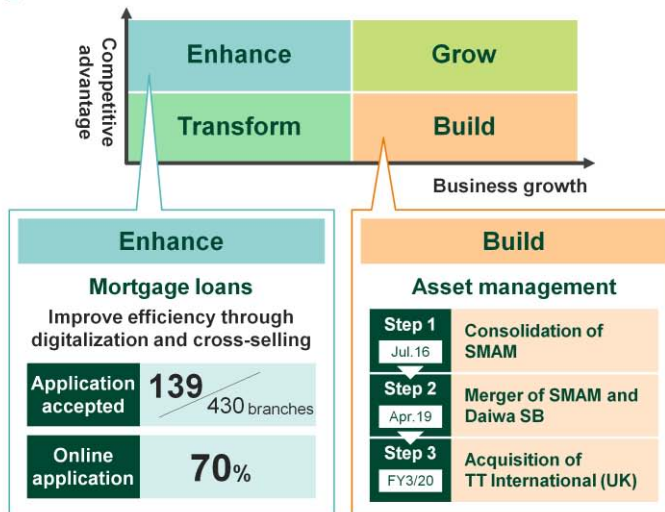 Competitive
advantage
Enhance
Grow
Transform
Build
Business growth
Enhance
Mortgage loans
Improve efficiency through
digitalization and cross-selling
Application
accepted
139
430 branches
Online
application
70%
Build
Asset management
Step 1
Jul.16
Consolidation of
SMAM
Step 2
Apr.19
Merger of SMAM and
Daiwa SB
Step 3
FY3/20
Acquisition of
TT International (UK)